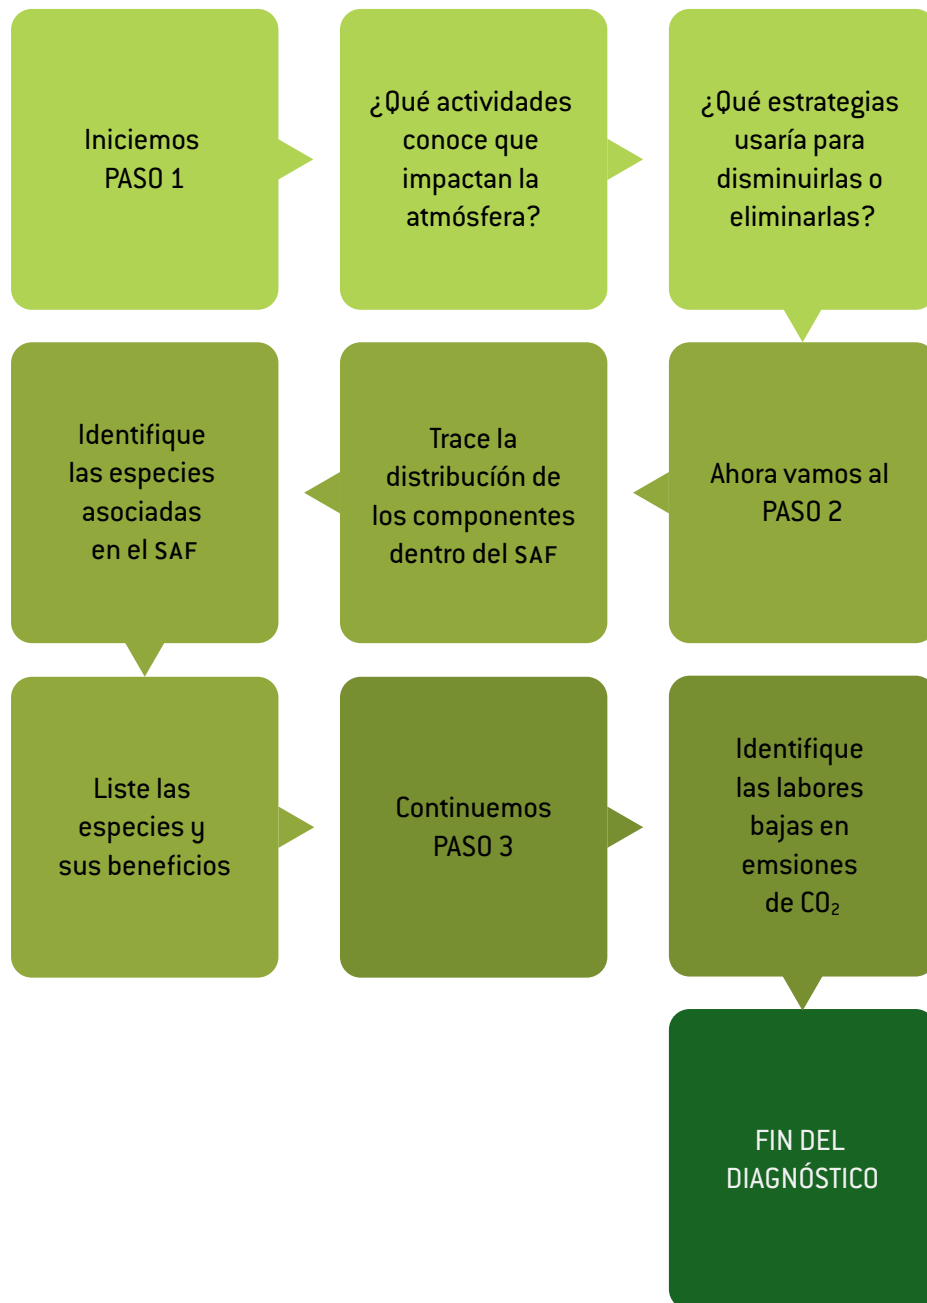 Iniciemos
PASO 1
¿Qué actividades
conoce que
impactan la
atmósfera?
¿Qué estrategias
usaría para
disminuirlas o
eliminarlas?
Ahora vamos al
PASO 2
Trace la
distribucíón de
los componentes
dentro del SAF
Identifique
las especies
asociadas
en el SAF
Liste las
especies y
sus beneficios
Continuemos
PASO 3
Identifique
las labores
bajas en
emsiones
de CO₂
FIN DEL
DIAGNÓSTICO